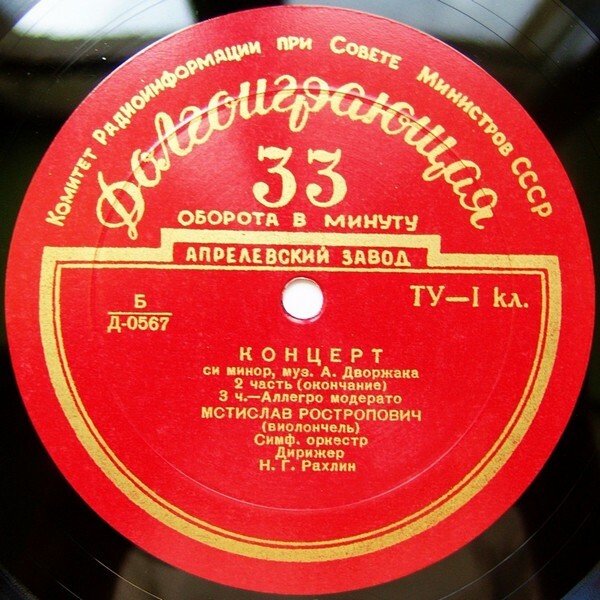 Комитет Радиоинформации при Совете Министров СССР
Долгоиграющая
33
ОБОРОТА В МИНУТУ
АПРЕЛЕВСКИЙ ЗАВОД
Б
Д-0567
ТУ—I кл.
КОНЦЕРТ
си минор, муз. А. Дворжака
2 часть (окончание)
3 ч.—Аллегро модерато
МСТИСЛАВ РОСТРОПОВИЧ
(виолончель)
Симф. оркестр
Дирижер
Н. Г. Рахлин